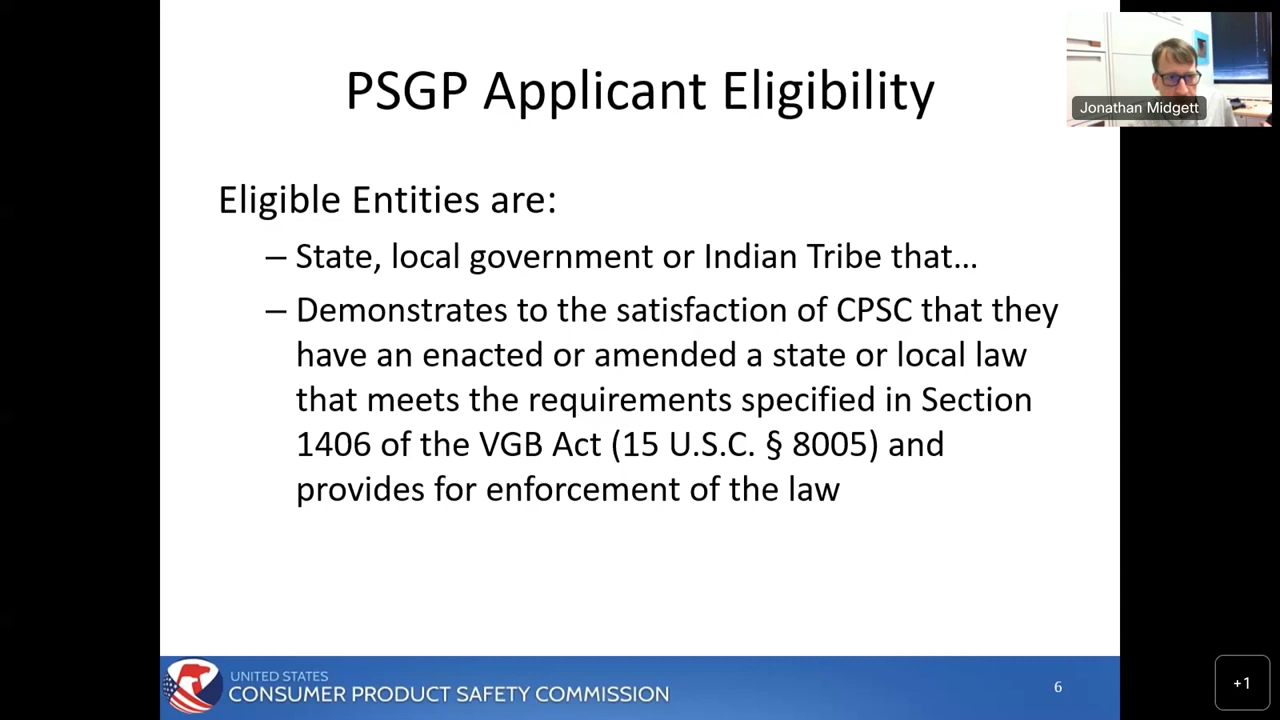 PSGP Applicant Eligibility
Jonathan Midgett
Eligible Entities are:
– State, local government or Indian Tribe that…
– Demonstrates to the satisfaction of CPSC that they
have an enacted or amended a state or local law
that meets the requirements specified in Section
1406 of the VGB Act (15 U.S.C. § 8005) and
provides for enforcement of the law
UNITED STATES
CONSUMER PRODUCT SAFETY COMMISSION
6
+1